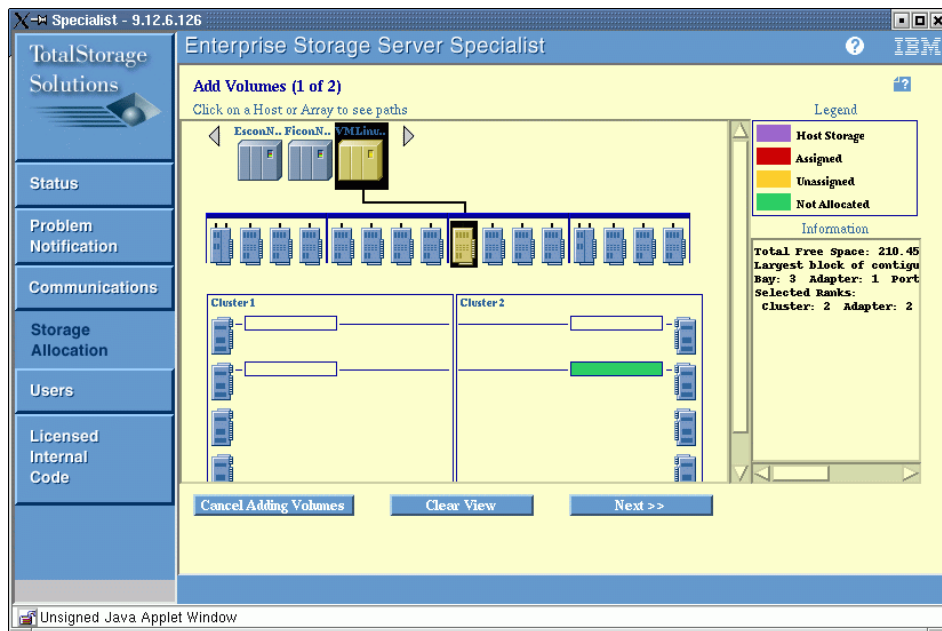 Specialist - 9.12.6.126
TotalStorage
Solutions
Enterprise Storage Server Specialist
?
IBM
Add Volumes (1 of 2)
?
Click on a Host or Array to see paths
EsconN.. FiconN.. VMLinu..
Legend
Host Storage
Assigned
Unassigned
Not Allocated
Information
Total Free Space: 210.45
Largest block of contigu
Bay: 3 Adapter: 1 Port
Selected Ranks:
Cluster: 2 Adapter: 2
Status
Problem
Notification
Communications
Storage
Allocation
Users
Licensed
Internal
Code
Cluster 1
Cluster 2
Cancel Adding Volumes
Clear View
Next >>
Unsigned Java Applet Window